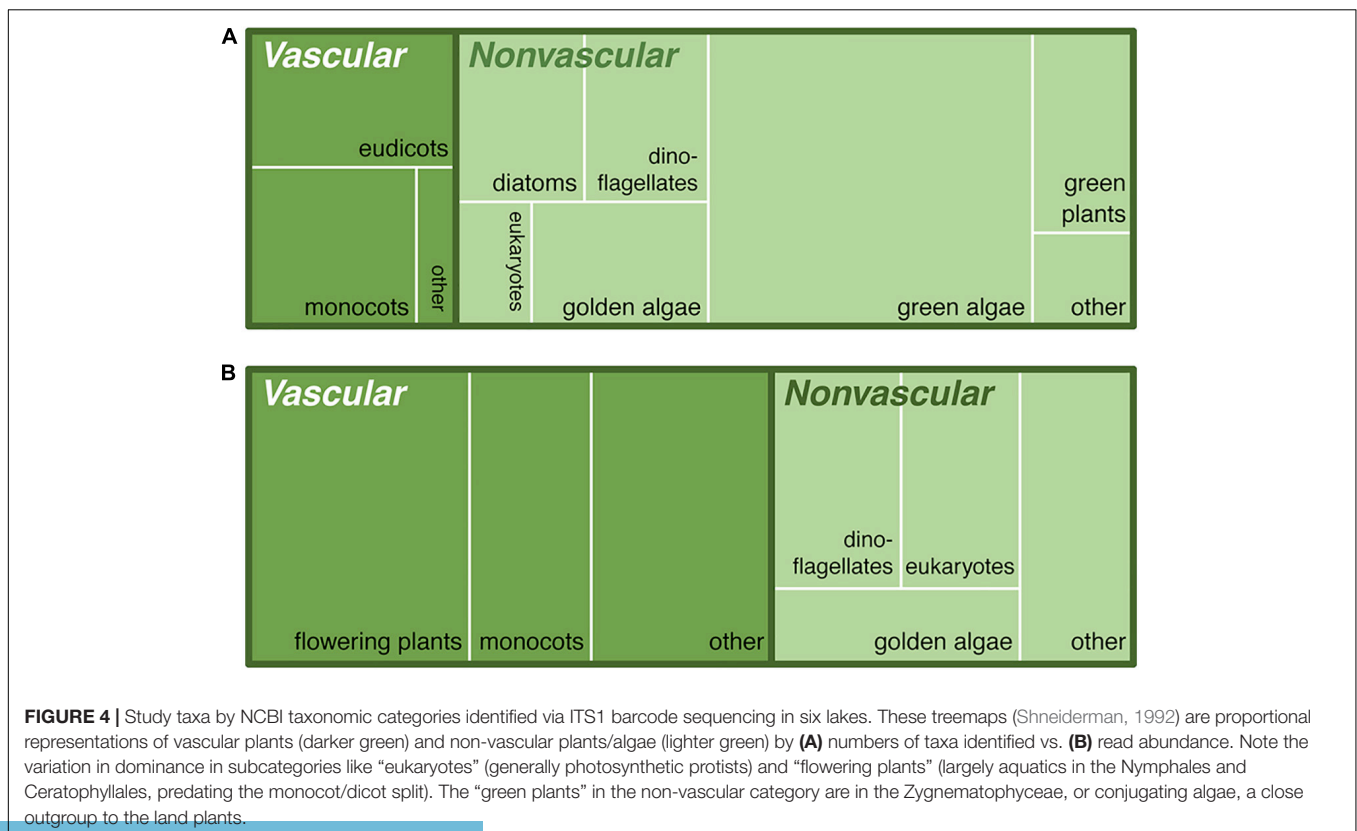 A
Vascular
Nonvascular
eudicots
dino-
diatoms
flagellates
green
plants
eukaryotes
other
monocots
golden algae
green algae
other
B
Vascular
Nonvascular
dino-
flagellates
eukaryotes
flowering plants
monocots
other
golden algae
other
FIGURE 4 | Study taxa by NCBI taxonomic categories identified via ITS1 barcode sequencing in six lakes. These treemaps (Shneiderman, 1992) are proportional
representations of vascular plants (darker green) and non-vascular plants/algae (lighter green) by (A) numbers of taxa identified vs. (B) read abundance. Note the
variation in dominance in subcategories like “eukaryotes” (generally photosynthetic protists) and “flowering plants” (largely aquatics in the Nymphales and
Ceratophyllales, predating the monocot/dicot split). The “green plants” in the non-vascular category are in the Zygnematophyceae, or conjugating algae, a close
outgroup to the land plants.